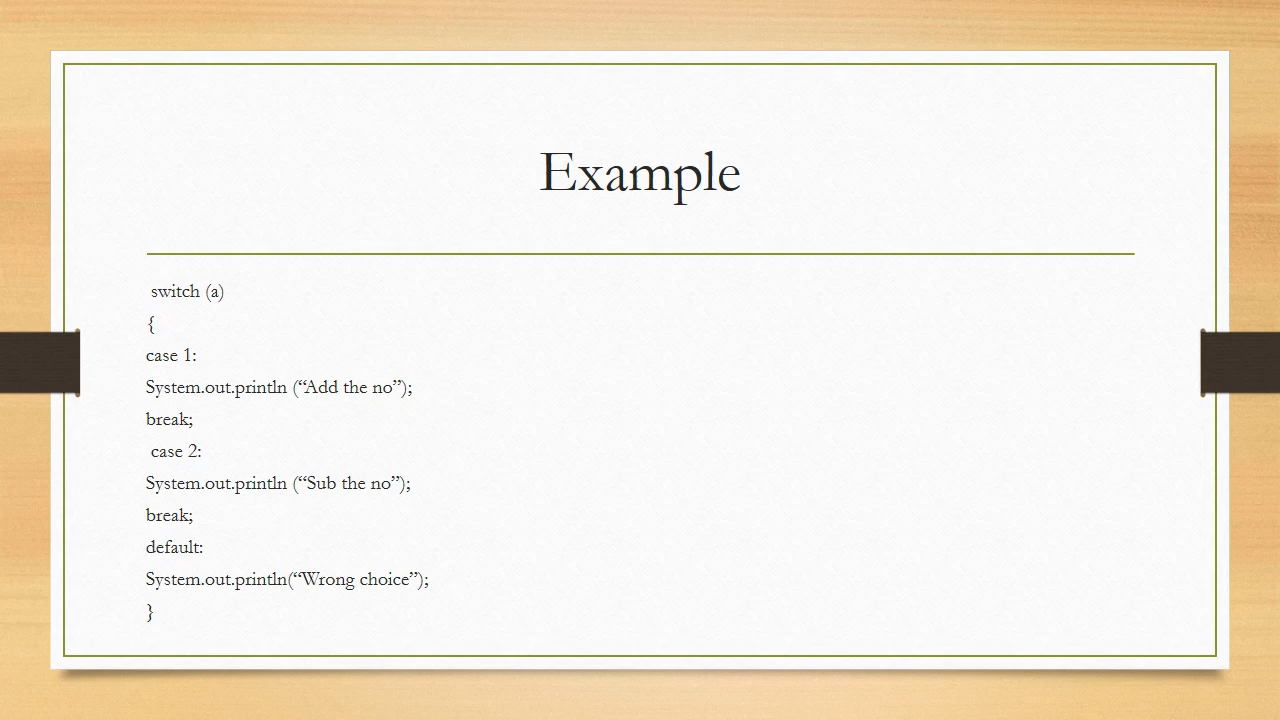 Example
switch (a)
{
case 1:
System.out.println (“Add the no”);
break;
case 2:
System.out.println (“Sub the no”);
break;
default:
System.out.println(“Wrong choice”);
}